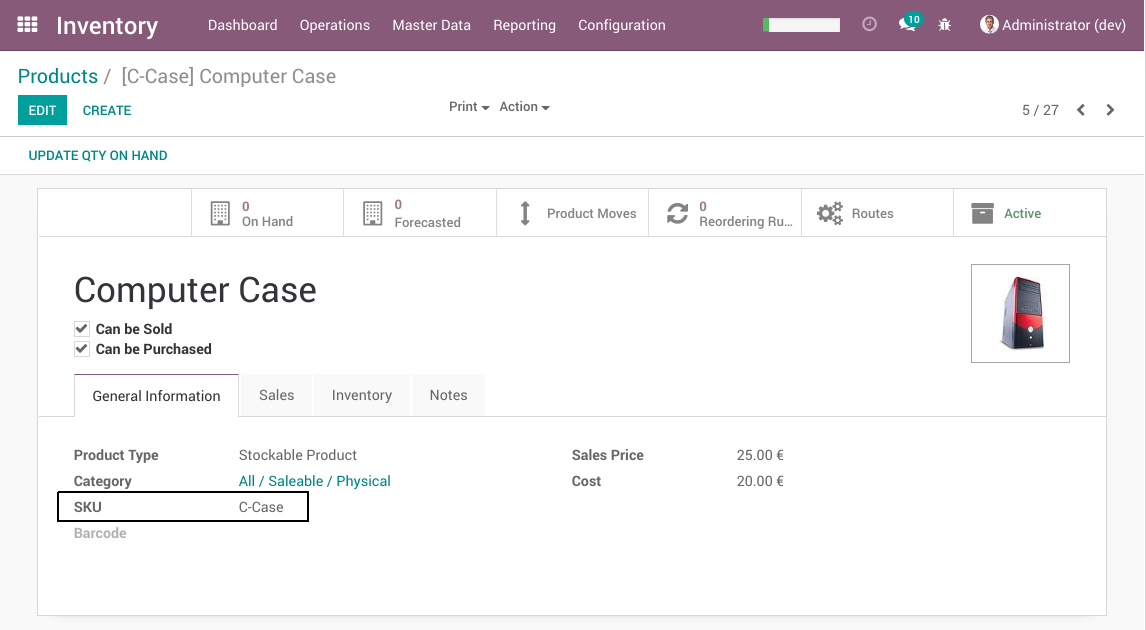 Inventory Dashboard Operations Master Data Reporting Configuration 10 Administrator (dev)
Products / [C-Case] Computer Case
EDIT CREATE Print Action 5 / 27
UPDATE QTY ON HAND
0 On Hand
0 Forecasted
Product Moves
0 Reordering Ru...
Routes
Active
Computer Case
Can be Sold
Can be Purchased
General Information Sales Inventory Notes
Product Type Stockable Product Sales Price 25.00 €
Category All / Saleable / Physical Cost 20.00 €
SKU C-Case
Barcode